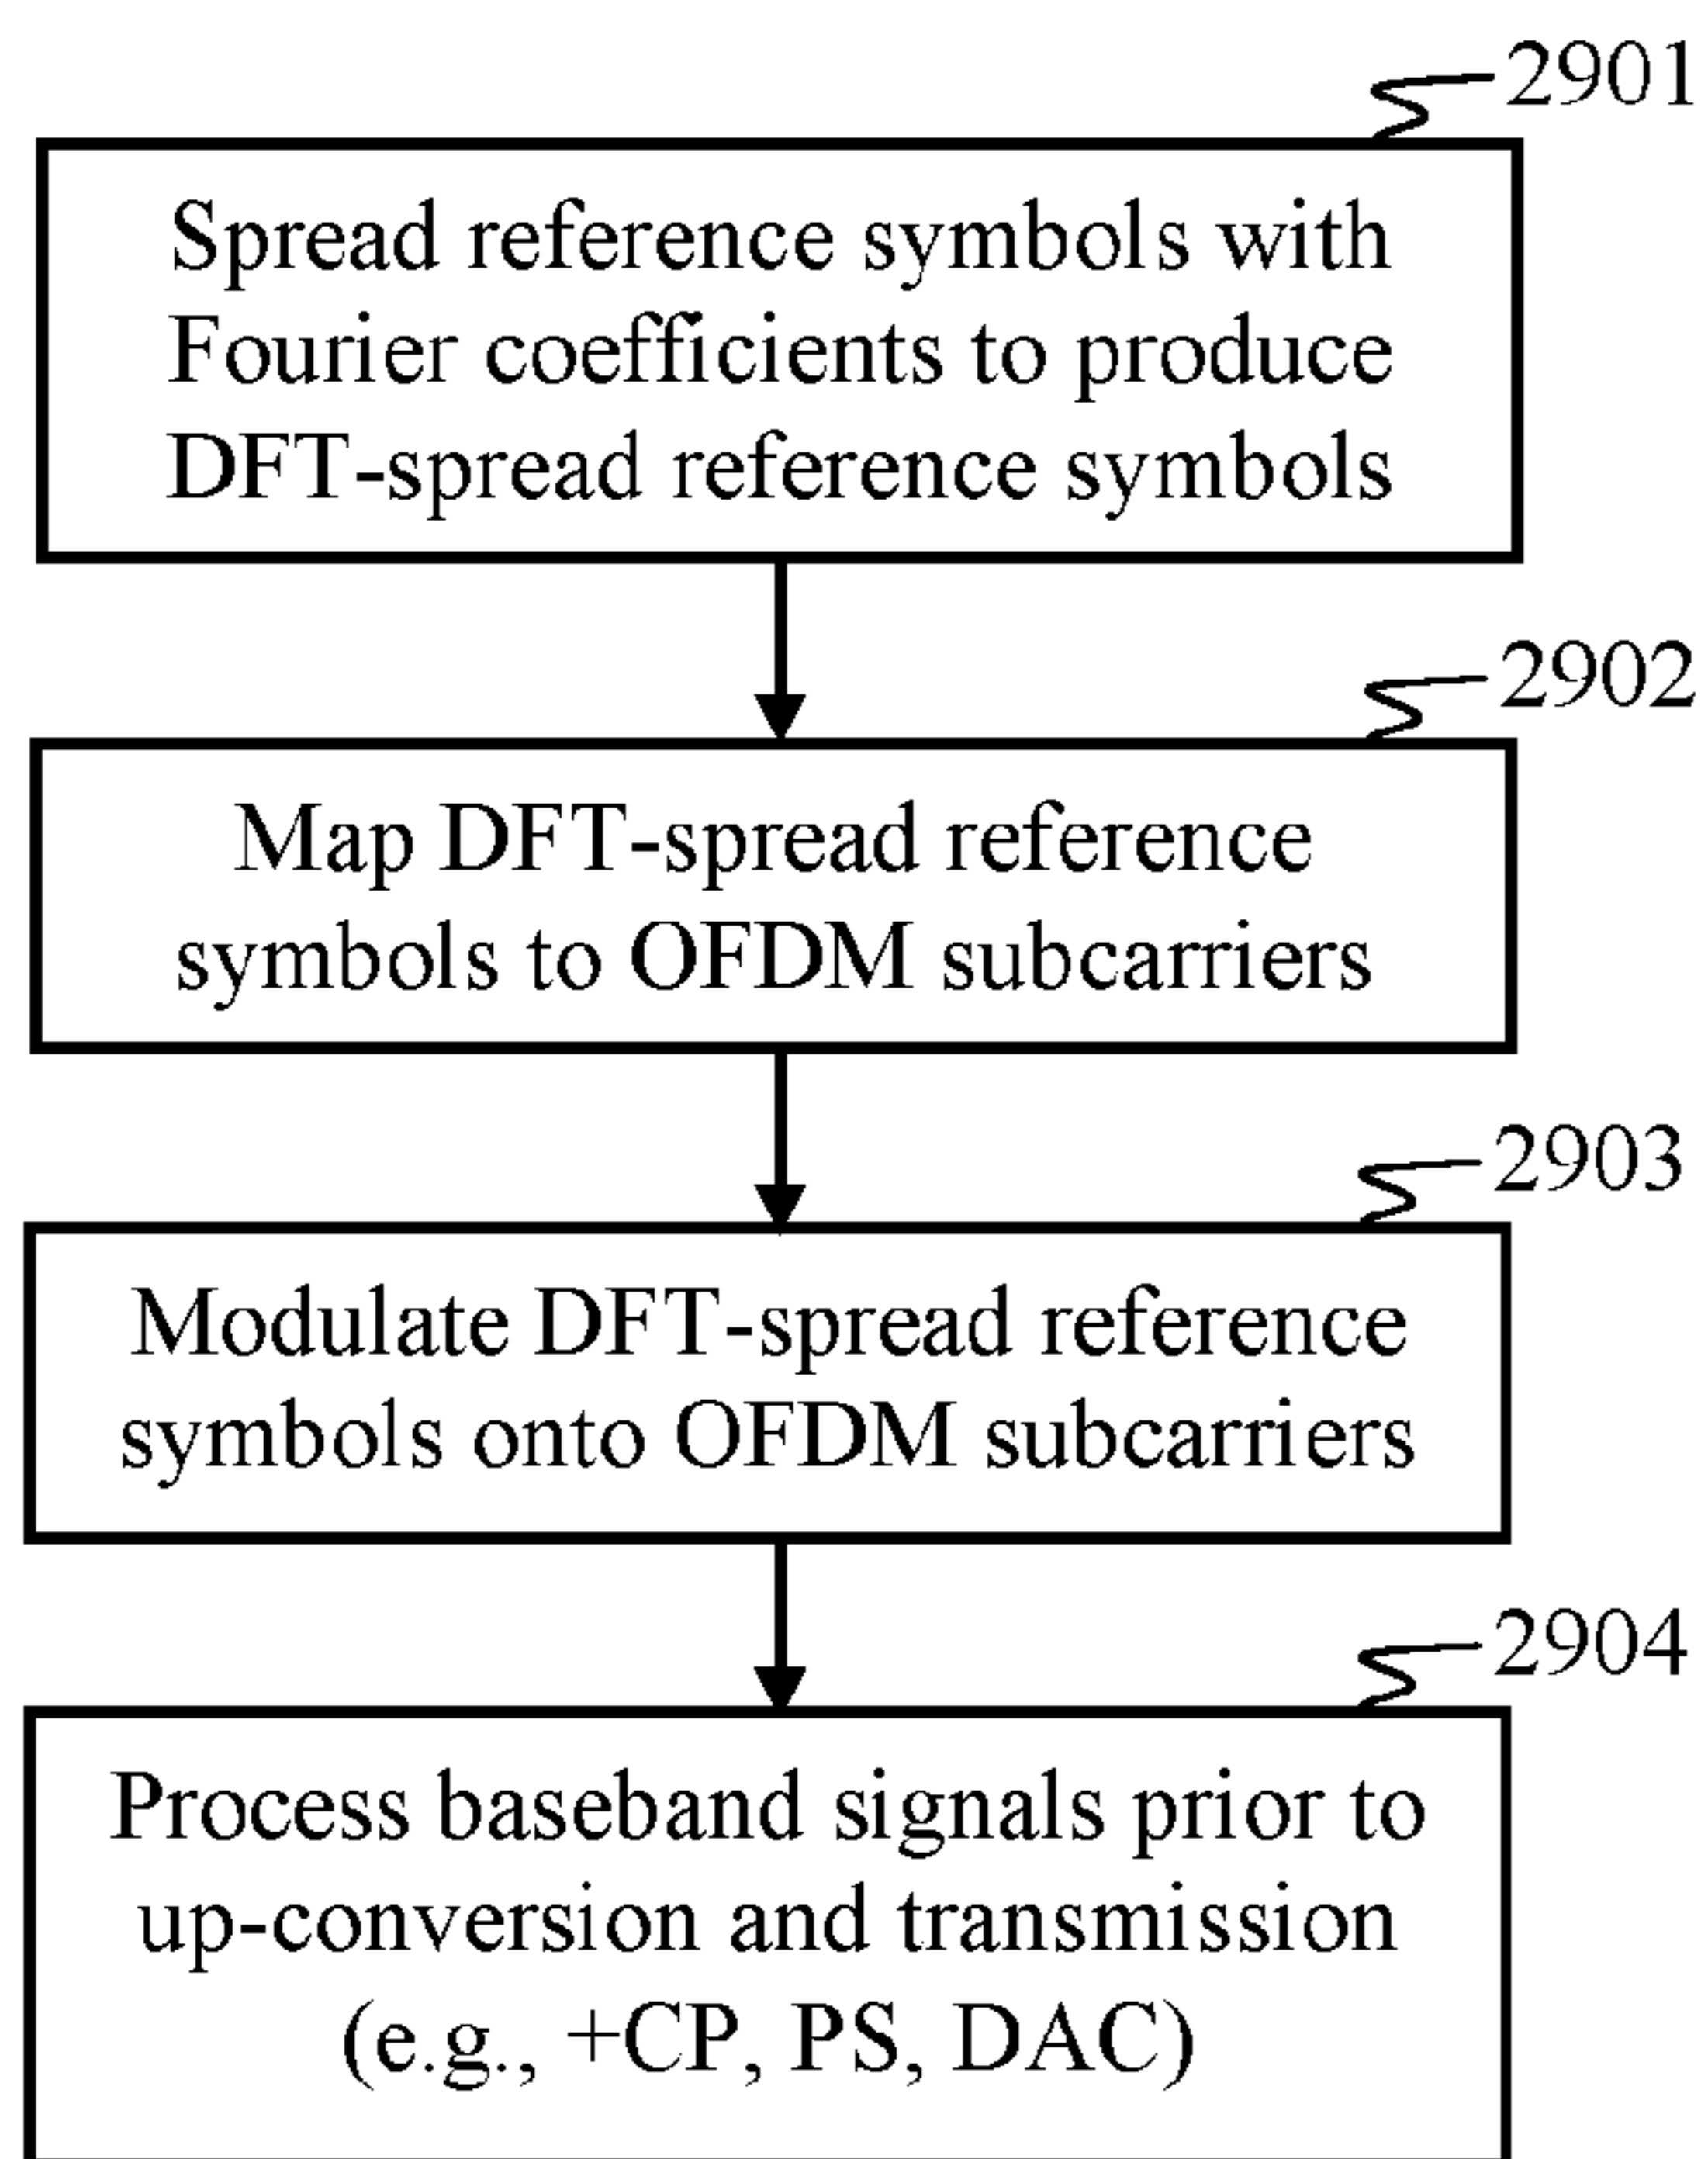 2901
Spread reference symbols with
Fourier coefficients to produce
DFT-spread reference symbols
2902
Map DFT-spread reference
symbols to OFDM subcarriers
2903
Modulate DFT-spread reference
symbols onto OFDM subcarriers
2904
Process baseband signals prior to
up-conversion and transmission
(e.g., +CP, PS, DAC)